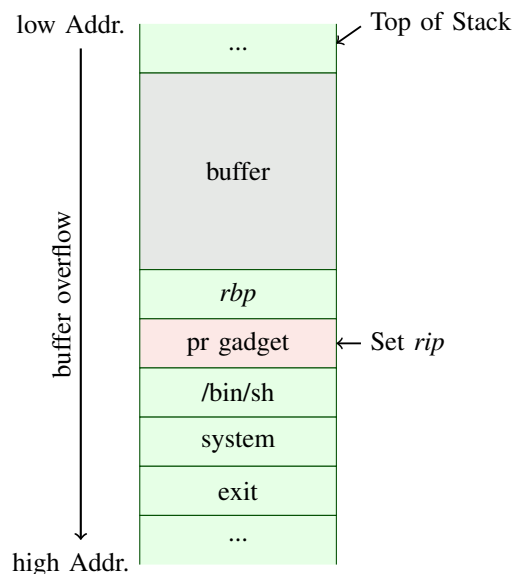 low Addr.
Top of Stack
...
buffer
buffer overflow
rbp
pr gadget
Set rip
/bin/sh
system
exit
...
high Addr.